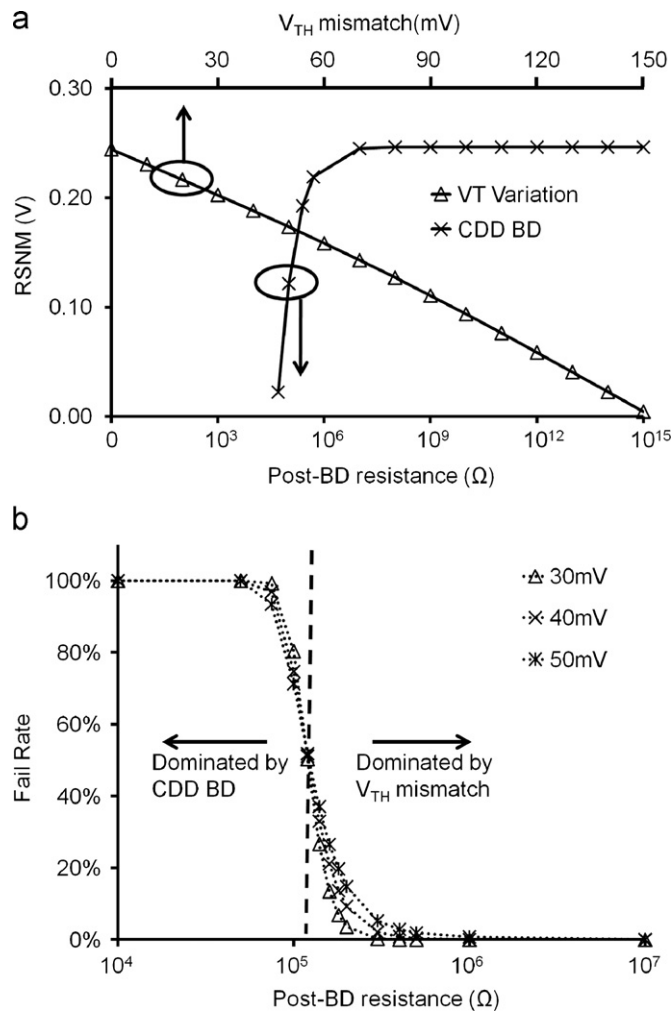 a
V_TH mismatch(mV)
0 30 60 90 120 150
0.30
0.20
0.10
0.00
RSNM (V)
VT Variation
CDD BD
0 10^3 10^6 10^9 10^12 10^15
Post-BD resistance (Ω)
b
100%
80%
60%
40%
20%
0%
Fail Rate
30mV
40mV
50mV
Dominated by
CDD BD
Dominated by
V_TH mismatch
10^4 10^5 10^6 10^7
Post-BD resistance (Ω)